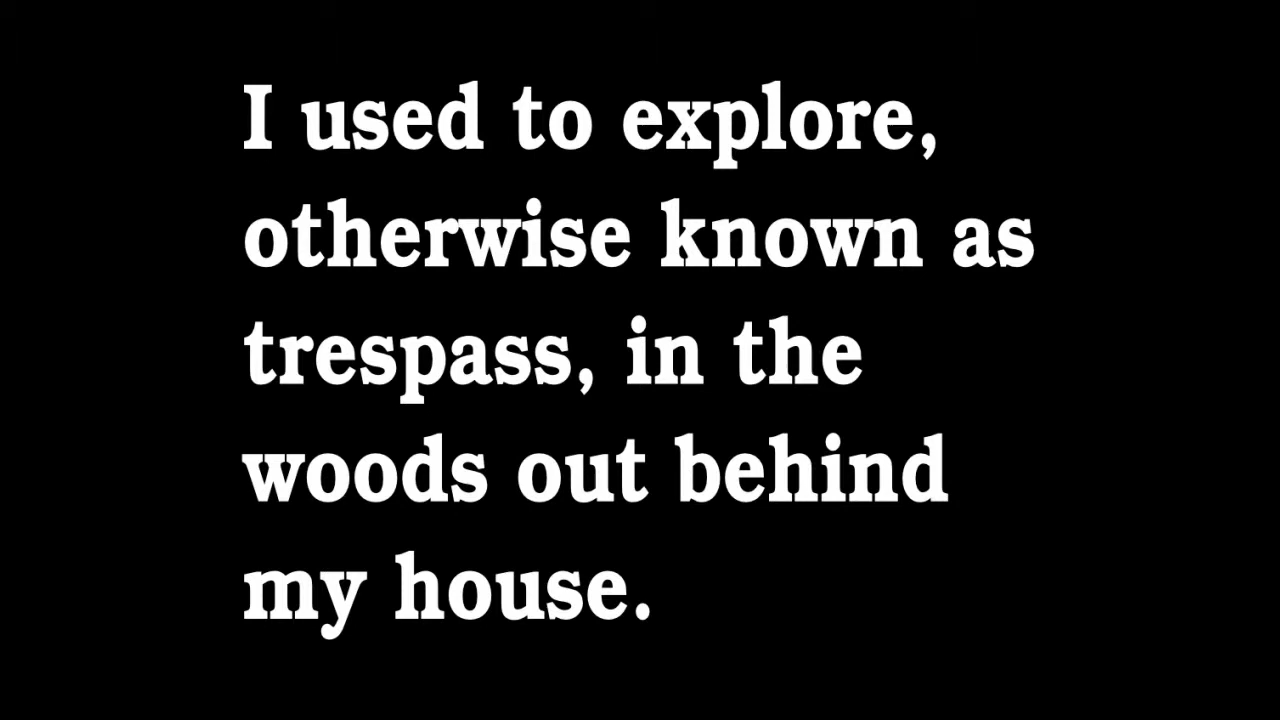 I used to explore,
otherwise known as
trespass, in the
woods out behind
my house.